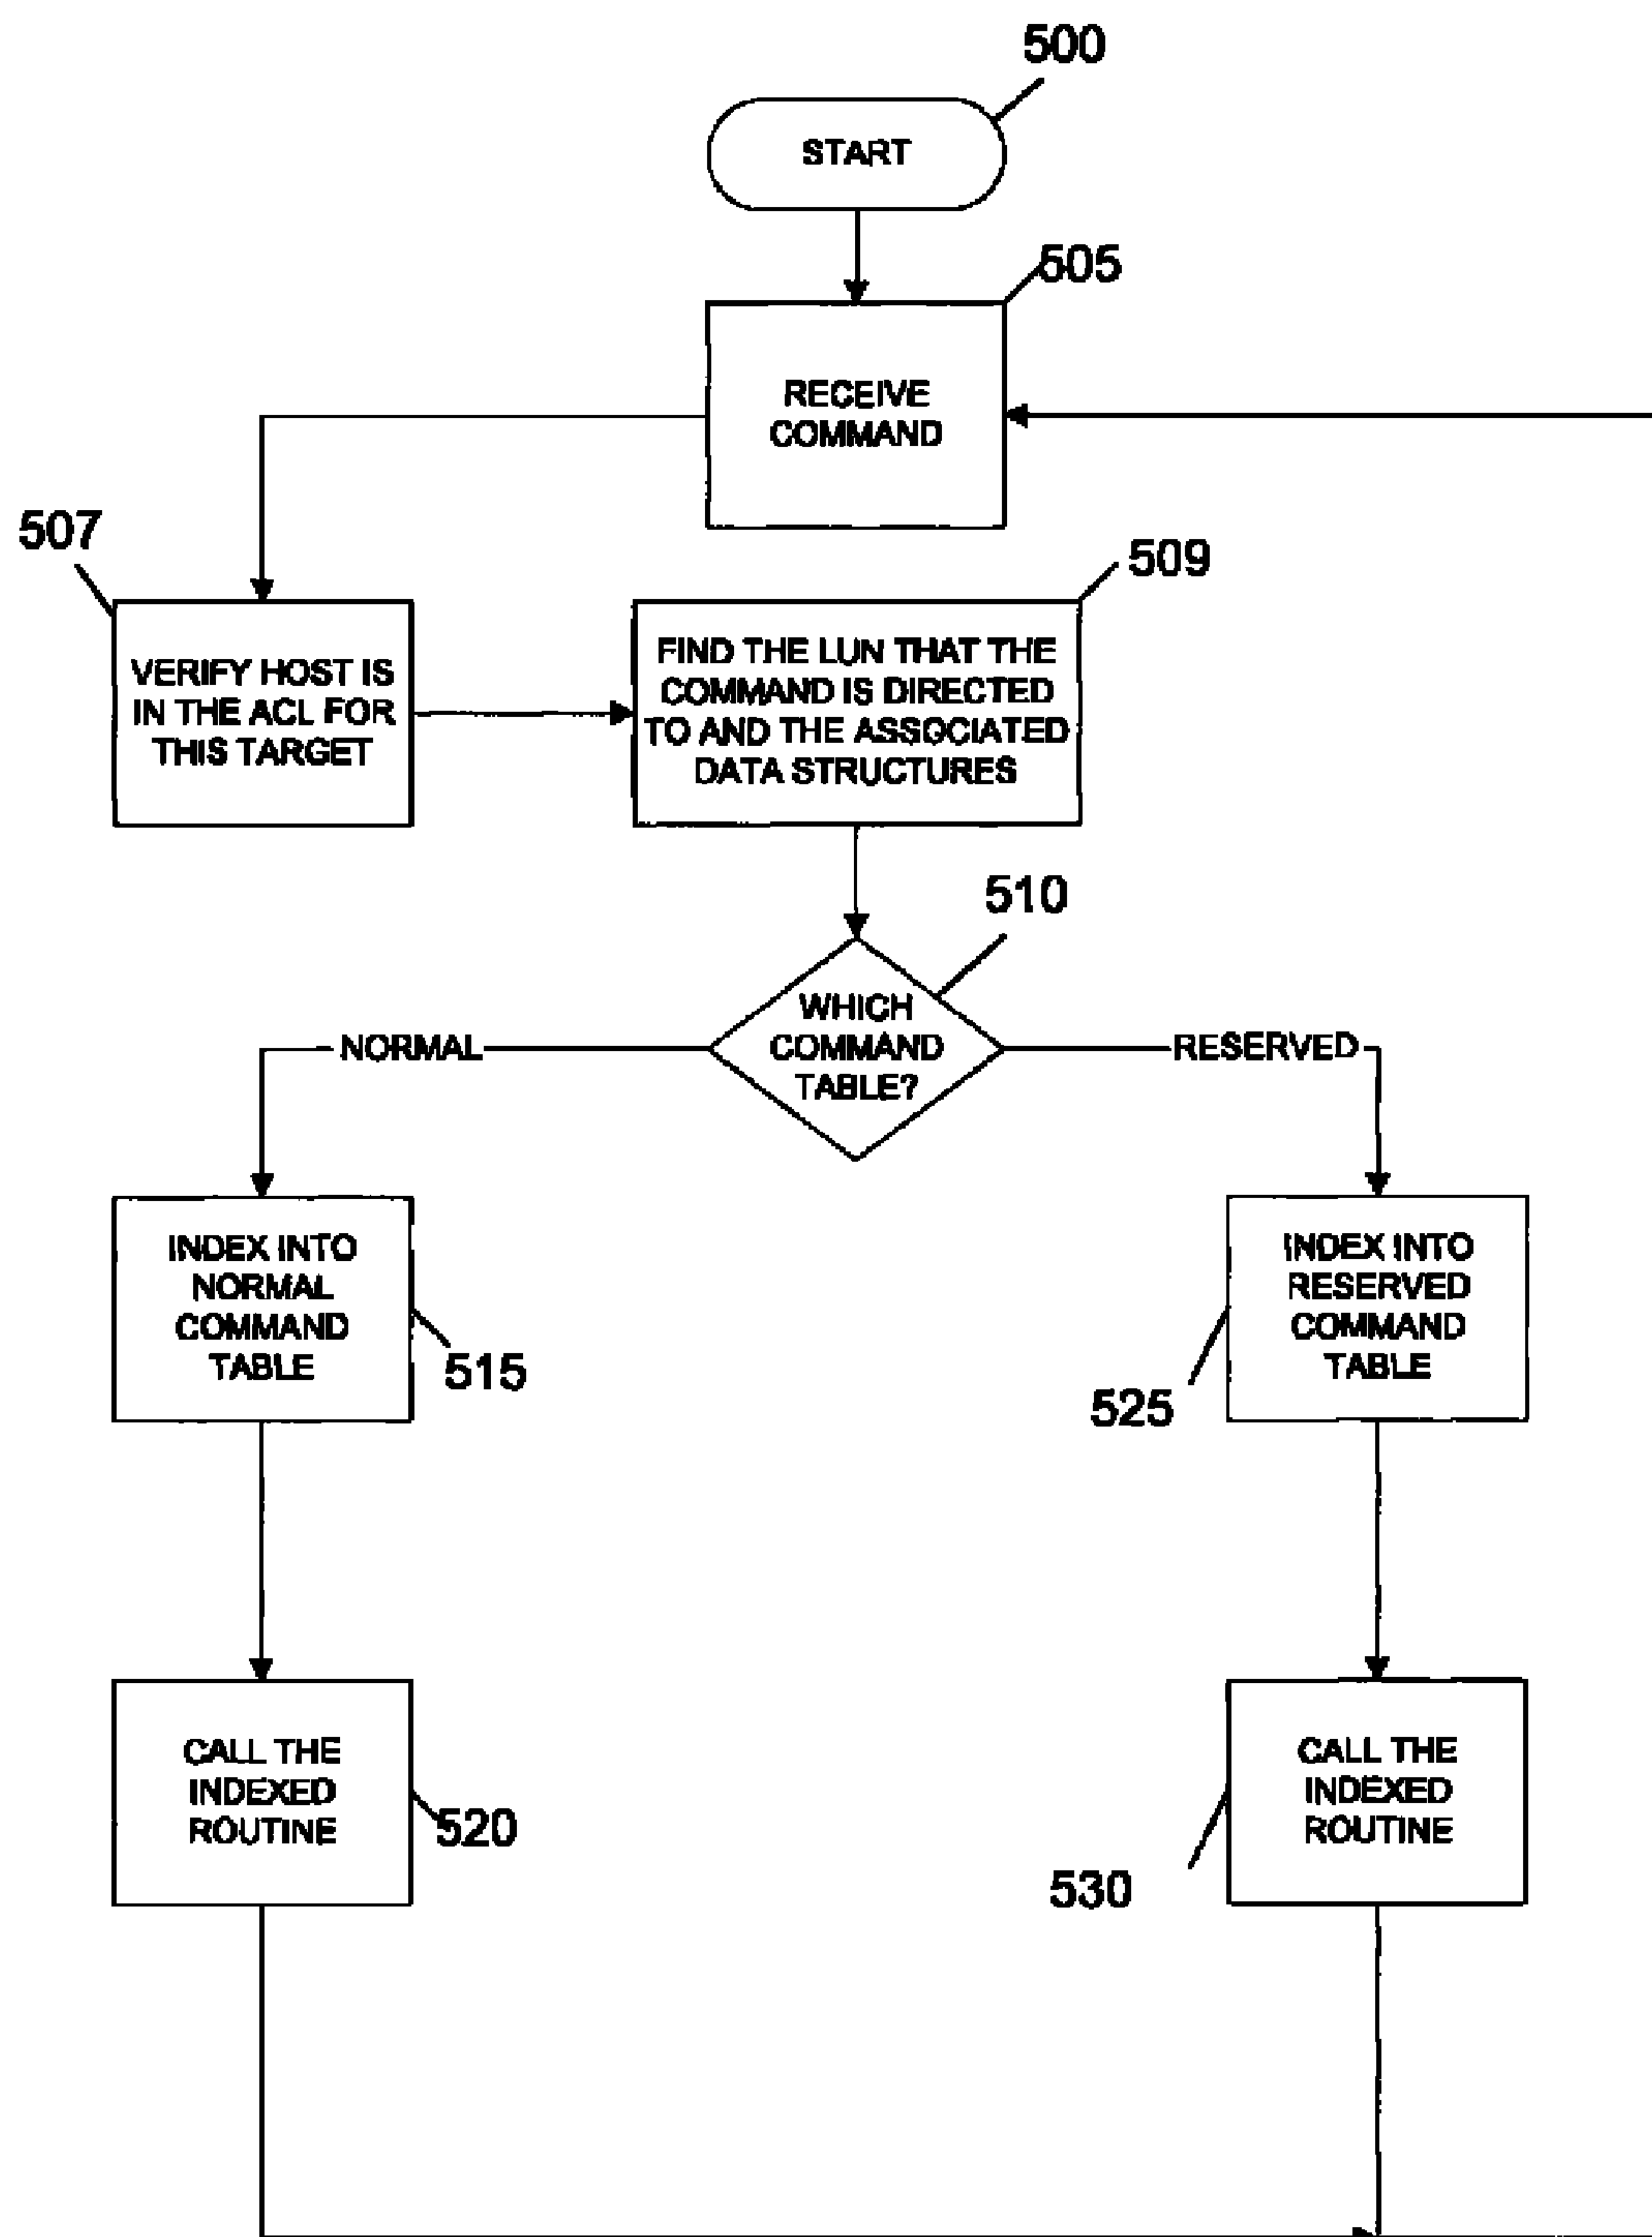 500
START
505
RECEIVE
COMMAND
507
VERIFY HOST IS
IN THE ACL FOR
THIS TARGET
509
FIND THE LUN THAT THE
COMMAND IS DIRECTED
TO AND THE ASSOCIATED
DATA STRUCTURES
510
WHICH
COMMAND
TABLE?
NORMAL
RESERVED
INDEX INTO
NORMAL
COMMAND
TABLE
515
INDEX INTO
RESERVED
COMMAND
TABLE
525
CALL THE
INDEXED
ROUTINE
520
CALL THE
INDEXED
ROUTINE
530